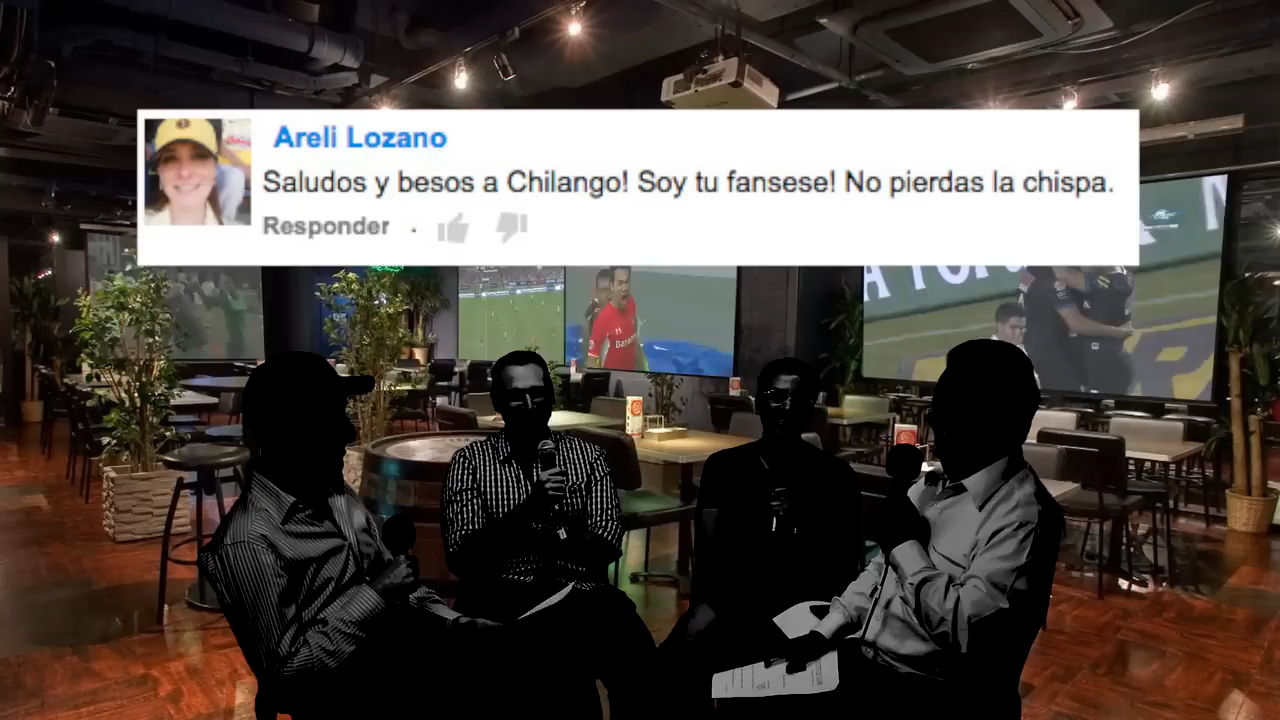 Areli Lozano
Saludos y besos a Chilango! Soy tu fansese! No pierdas la chispa.
Responder .